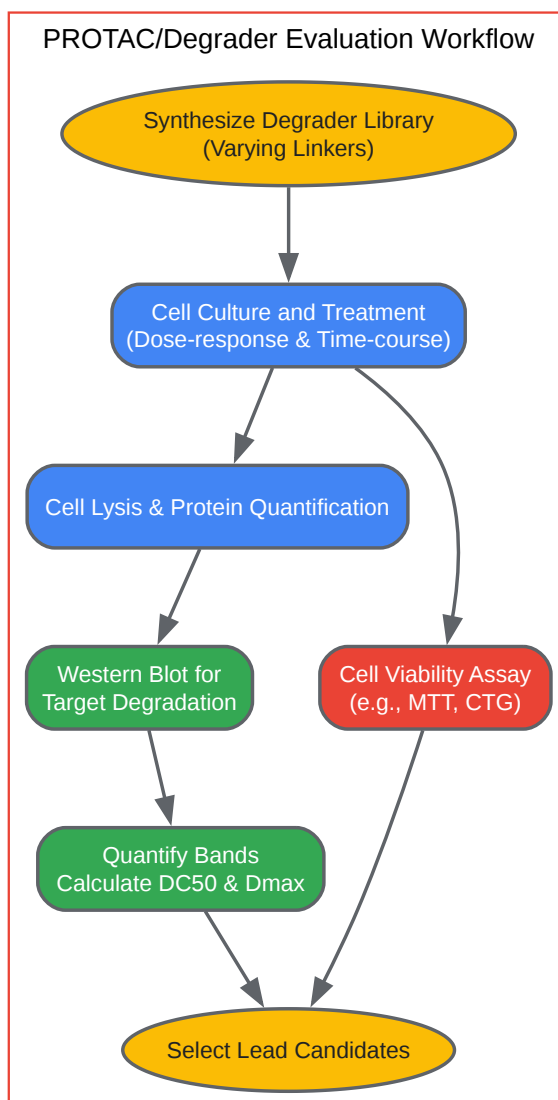 PROTAC/Degrader Evaluation Workflow
Synthesize Degrader Library
(Varying Linkers)
Cell Culture and Treatment
(Dose-response & Time-course)
Cell Lysis & Protein Quantification
Western Blot for
Target Degradation
Cell Viability Assay
(e.g., MTT, CTG)
Quantify Bands
Calculate DC50 & Dmax
Select Lead Candidates